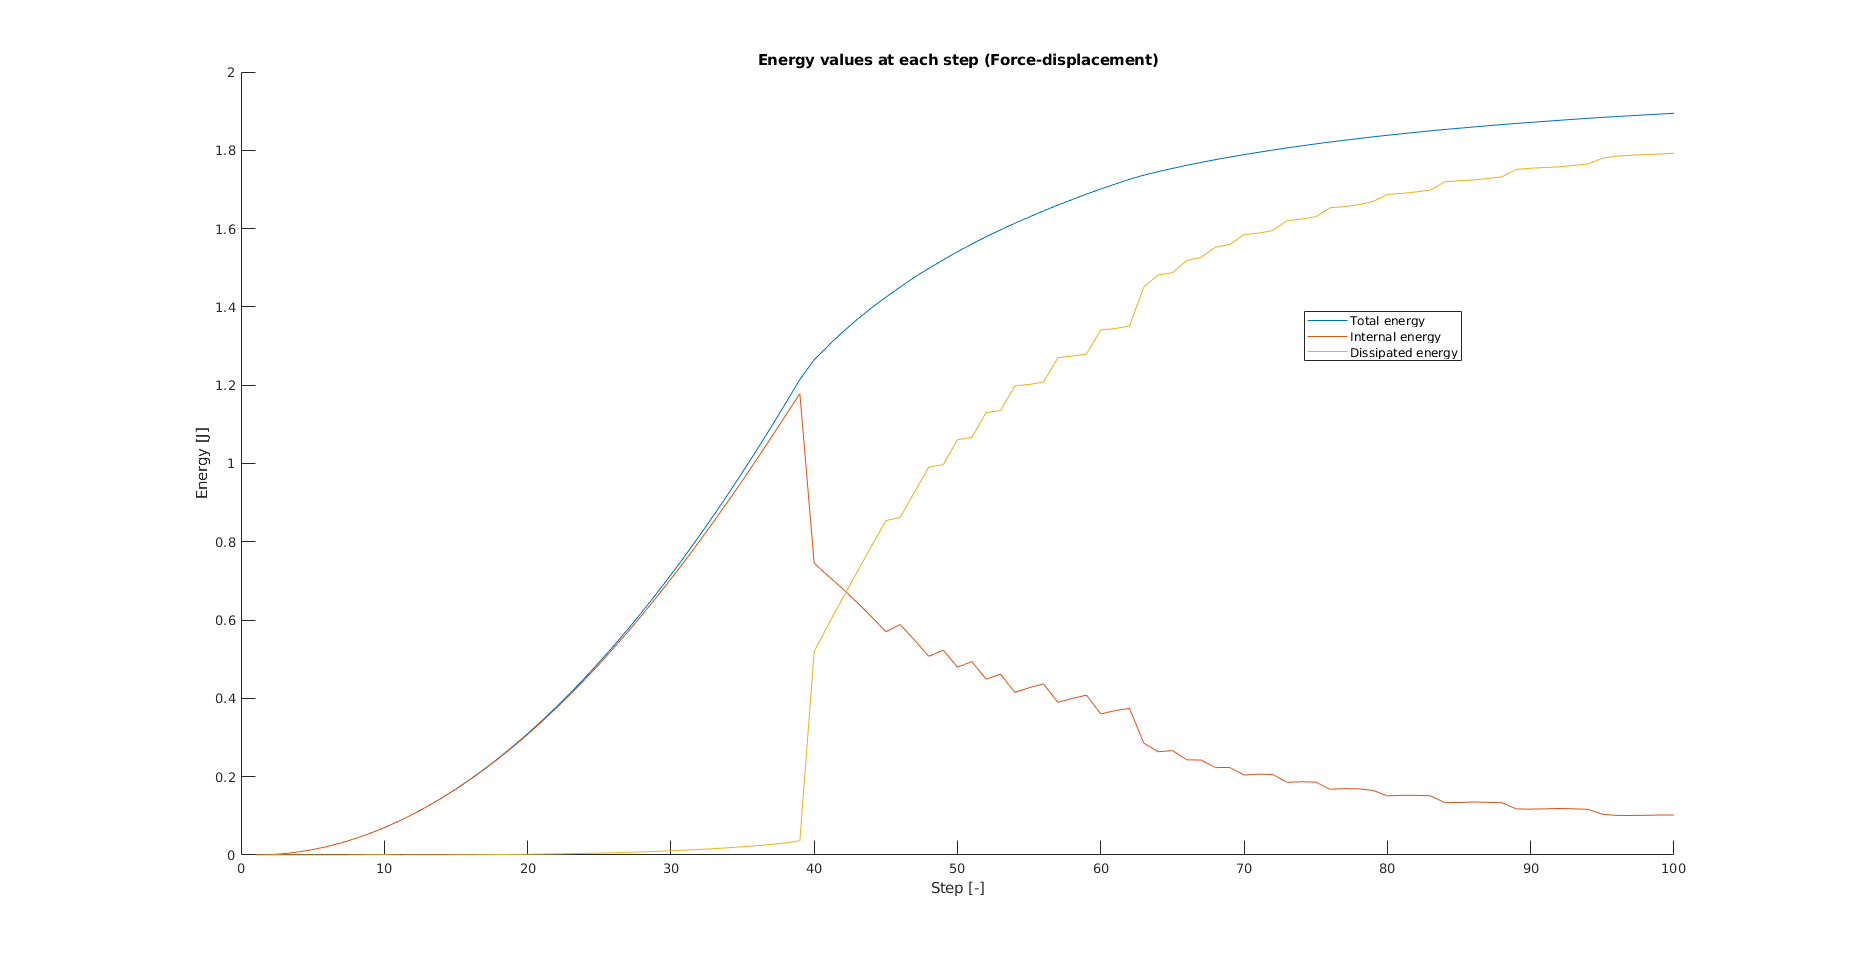 Energy values at each step (Force-displacement)
2
1.8
1.6
1.4
1.2
1
0.8
0.6
0.4
0.2
0
Energy [J]
Total energy
Internal energy
Dissipated energy
0 10 20 30 40 50 60 70 80 90 100
Step [-]